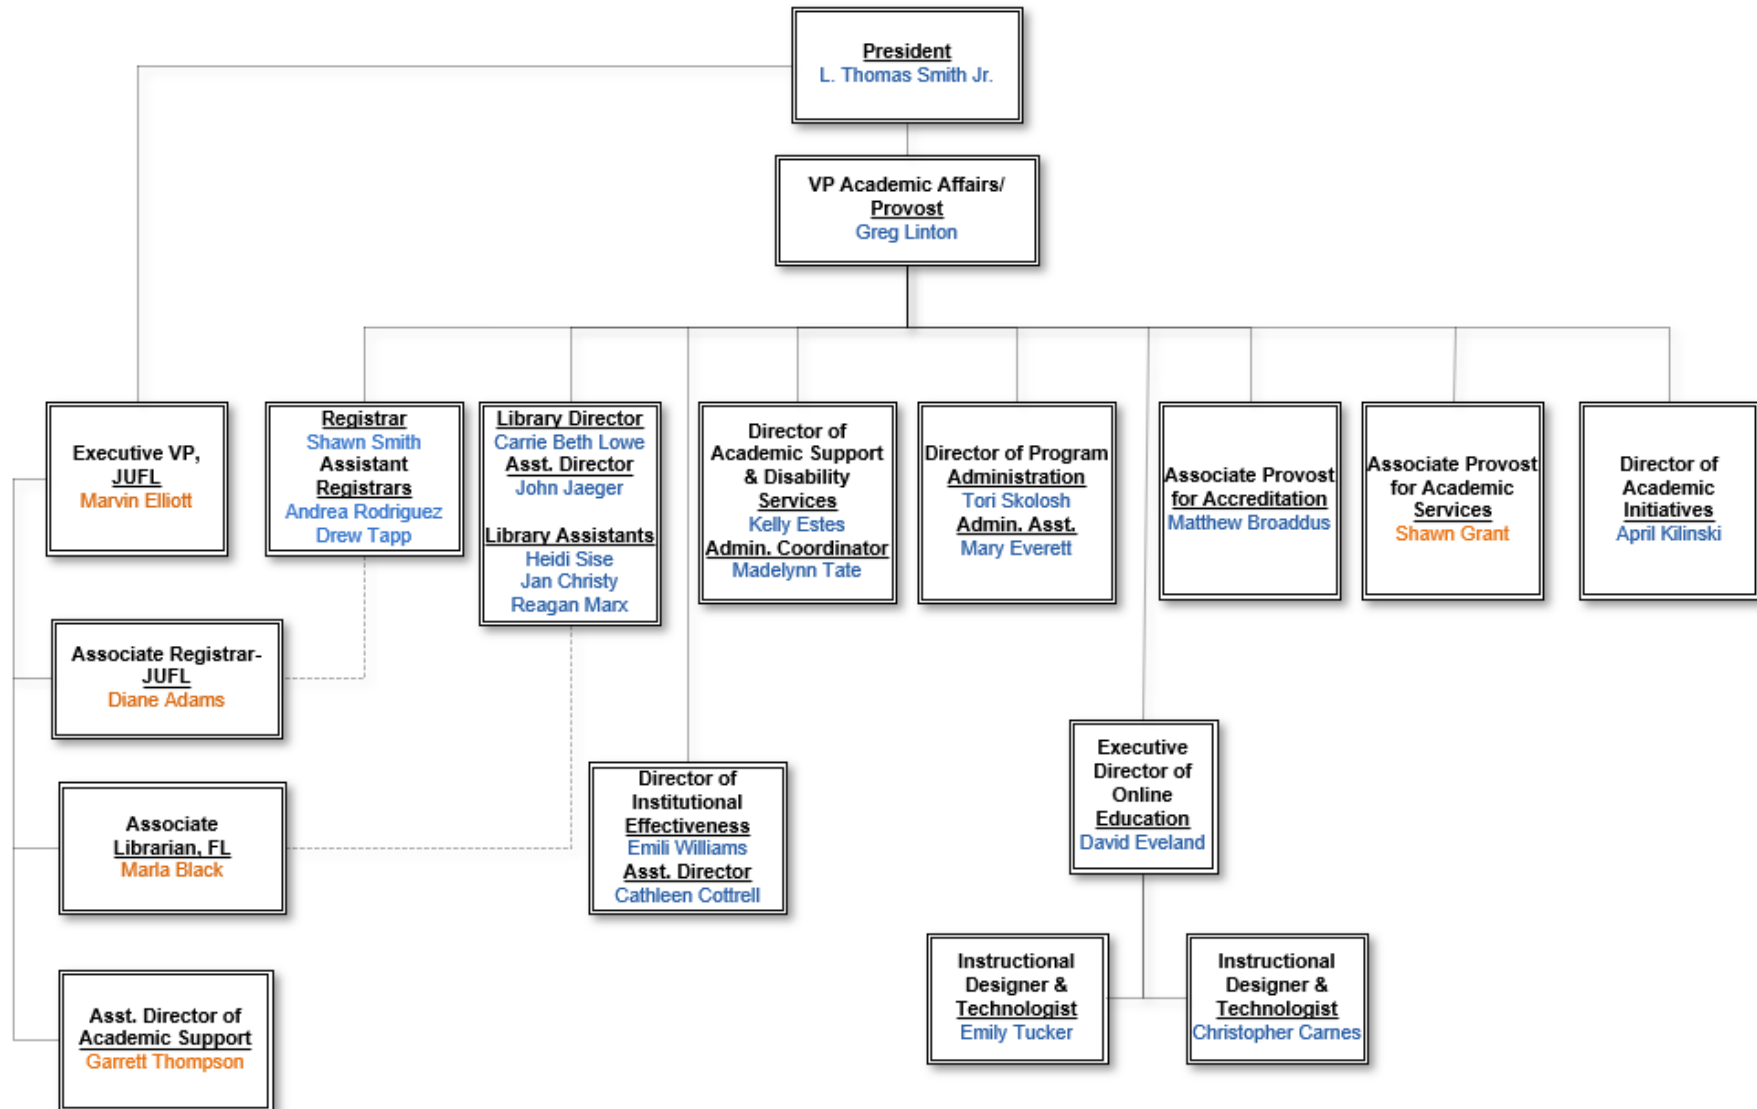 President
L. Thomas Smith Jr.
VP Academic Affairs/
Provost
Greg Linton
Executive VP,
JUFL
Marvin Elliott
Registrar
Shawn Smith
Assistant
Registrars
Andrea Rodriguez
Drew Tapp
Library Director
Carrie Beth Lowe
Asst. Director
John Jaeger
Library Assistants
Heidi Sise
Jan Christy
Reagan Marx
Director of
Academic Support
& Disability
Services
Kelly Estes
Admin. Coordinator
Madelynn Tate
Director of Program
Administration
Tori Skolosh
Admin. Asst.
Mary Everett
Associate Provost
for Accreditation
Matthew Broaddus
Associate Provost
for Academic
Services
Shawn Grant
Director of
Academic
Initiatives
April Kilinski
Associate Registrar-
JUFL
Diane Adams
Associate
Librarian, FL
Marla Black
Asst. Director of
Academic Support
Garrett Thompson
Director of
Institutional
Effectiveness
Emili Williams
Asst. Director
Cathleen Cottrell
Executive
Director of
Online
Education
David Eveland
Instructional
Designer &
Technologist
Emily Tucker
Instructional
Designer &
Technologist
Christopher Carnes